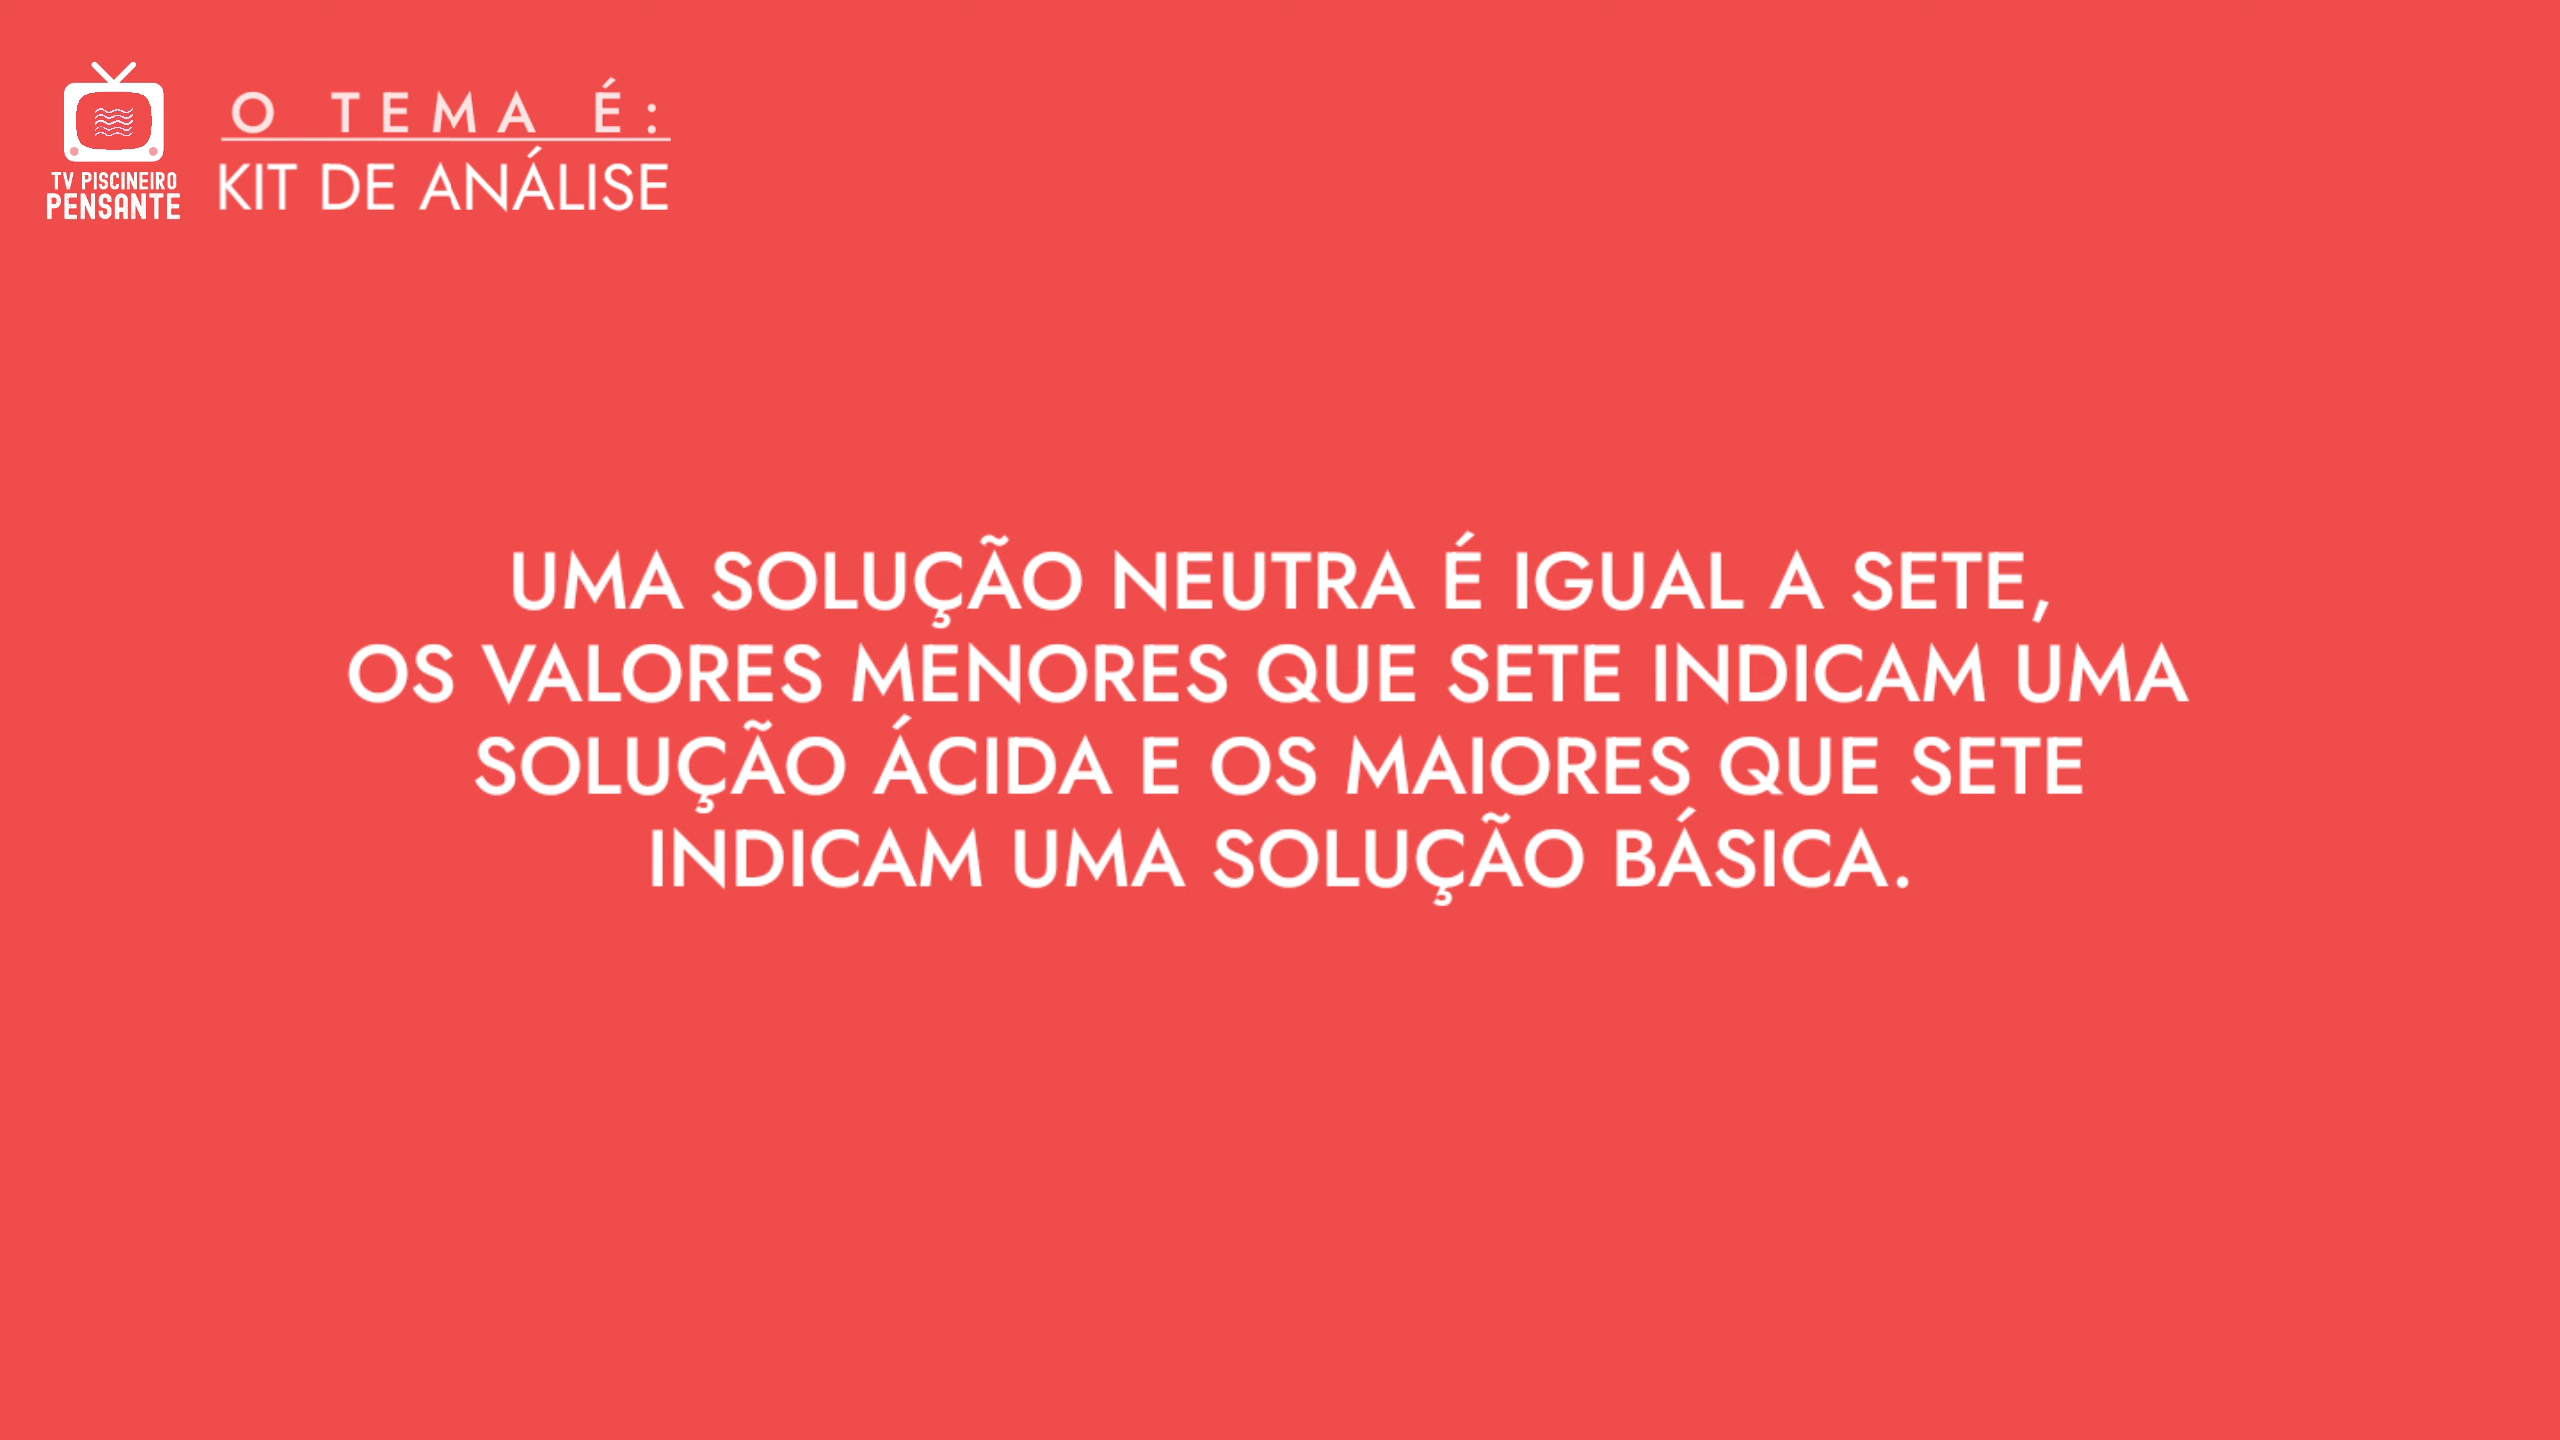 O TEMA É:
KIT DE ANÁLISE
TV PISCINEIRO
PENSANTE
UMA SOLUÇÃO NEUTRA É IGUAL A SETE,
OS VALORES MENORES QUE SETE INDICAM UMA
SOLUÇÃO ÁCIDA E OS MAIORES QUE SETE
INDICAM UMA SOLUÇÃO BÁSICA.